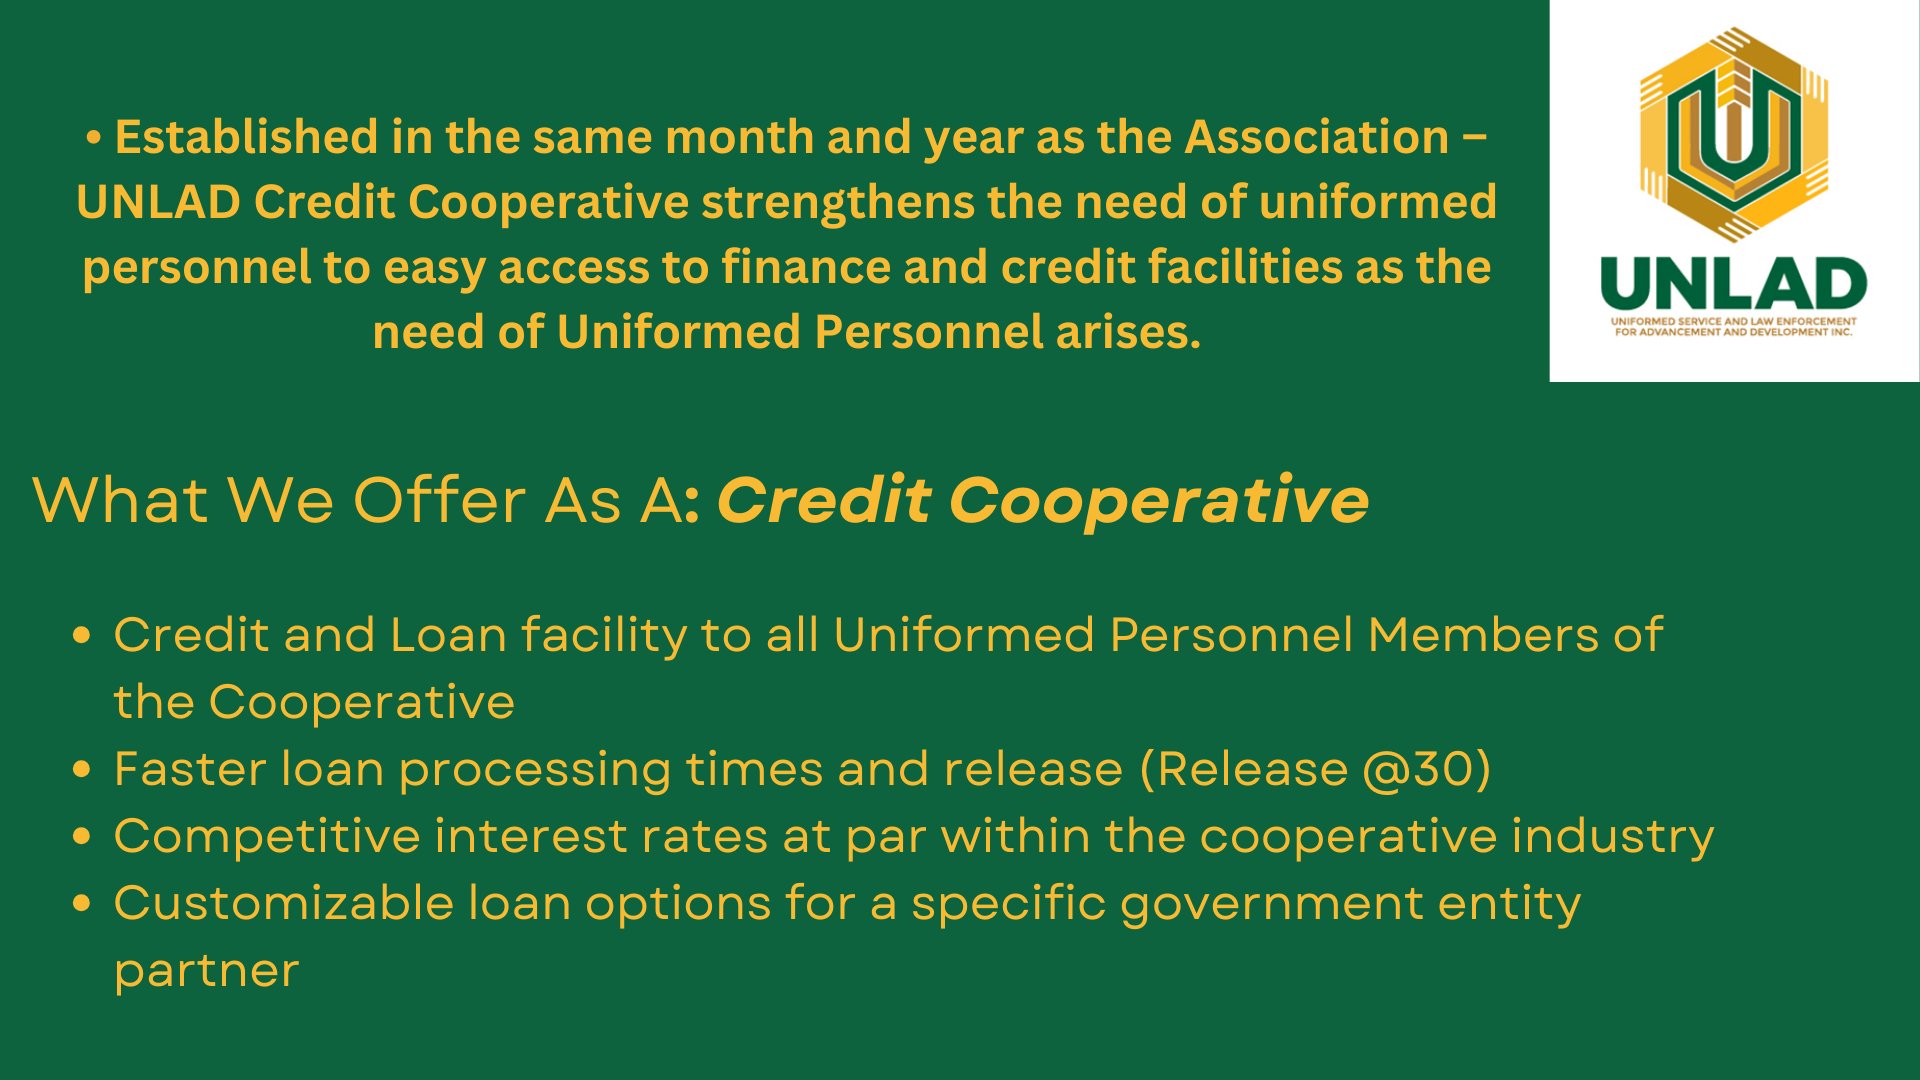 • Established in the same month and year as the Association –
UNLAD Credit Cooperative strengthens the need of uniformed
personnel to easy access to finance and credit facilities as the
need of Uniformed Personnel arises.
UNLAD
UNIFORMED SERVICE AND LAW ENFORCEMENT
FOR ADVANCEMENT AND DEVELOPMENT INC.
What We Offer As A: Credit Cooperative
• Credit and Loan facility to all Uniformed Personnel Members of
the Cooperative
• Faster loan processing times and release (Release @30)
• Competitive interest rates at par within the cooperative industry
• Customizable loan options for a specific government entity
partner